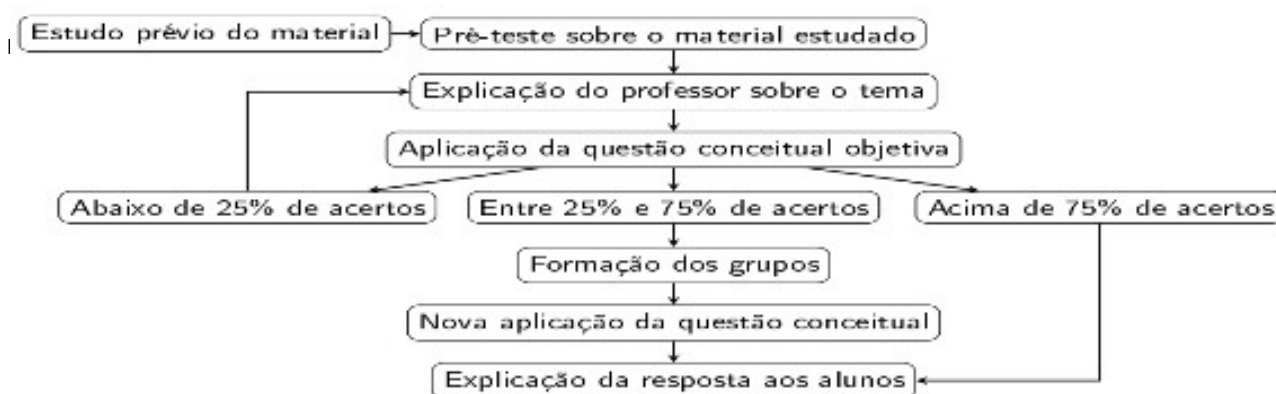 Estudo prévio do material
Prè-teste sobre o material estudado
Explicação do professor sobre o tema
Aplicação da questão conceitual objetiva
Abaixo de 25% de acertos
Entre 25% e 75% de acertos
Acima de 75% de acertos
Formação dos grupos
Nova aplicação da questão conceitual
Explicação da resposta aos alunos